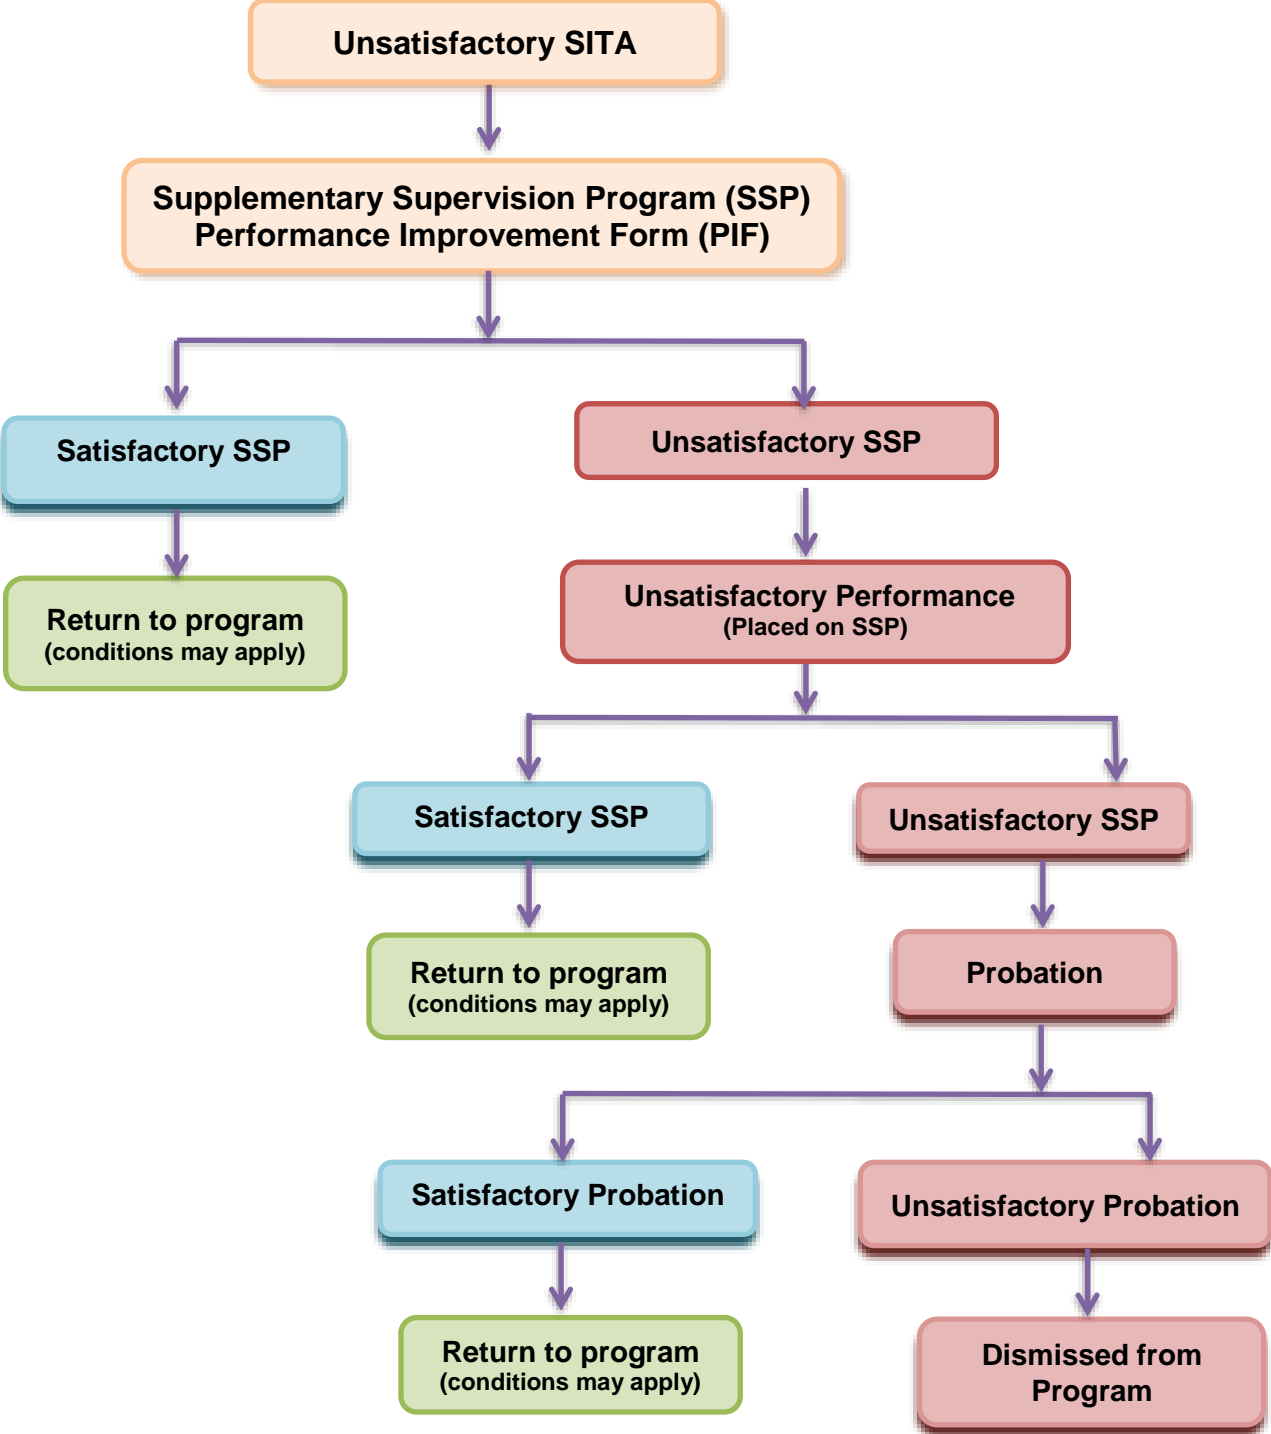 Unsatisfactory SITA
Supplementary Supervision Program (SSP)
Performance Improvement Form (PIF)
Satisfactory SSP
Unsatisfactory SSP
Return to program
(conditions may apply)
Unsatisfactory Performance
(Placed on SSP)
Satisfactory SSP
Unsatisfactory SSP
Return to program
(conditions may apply)
Probation
Satisfactory Probation
Unsatisfactory Probation
Return to program
(conditions may apply)
Dismissed from
Program